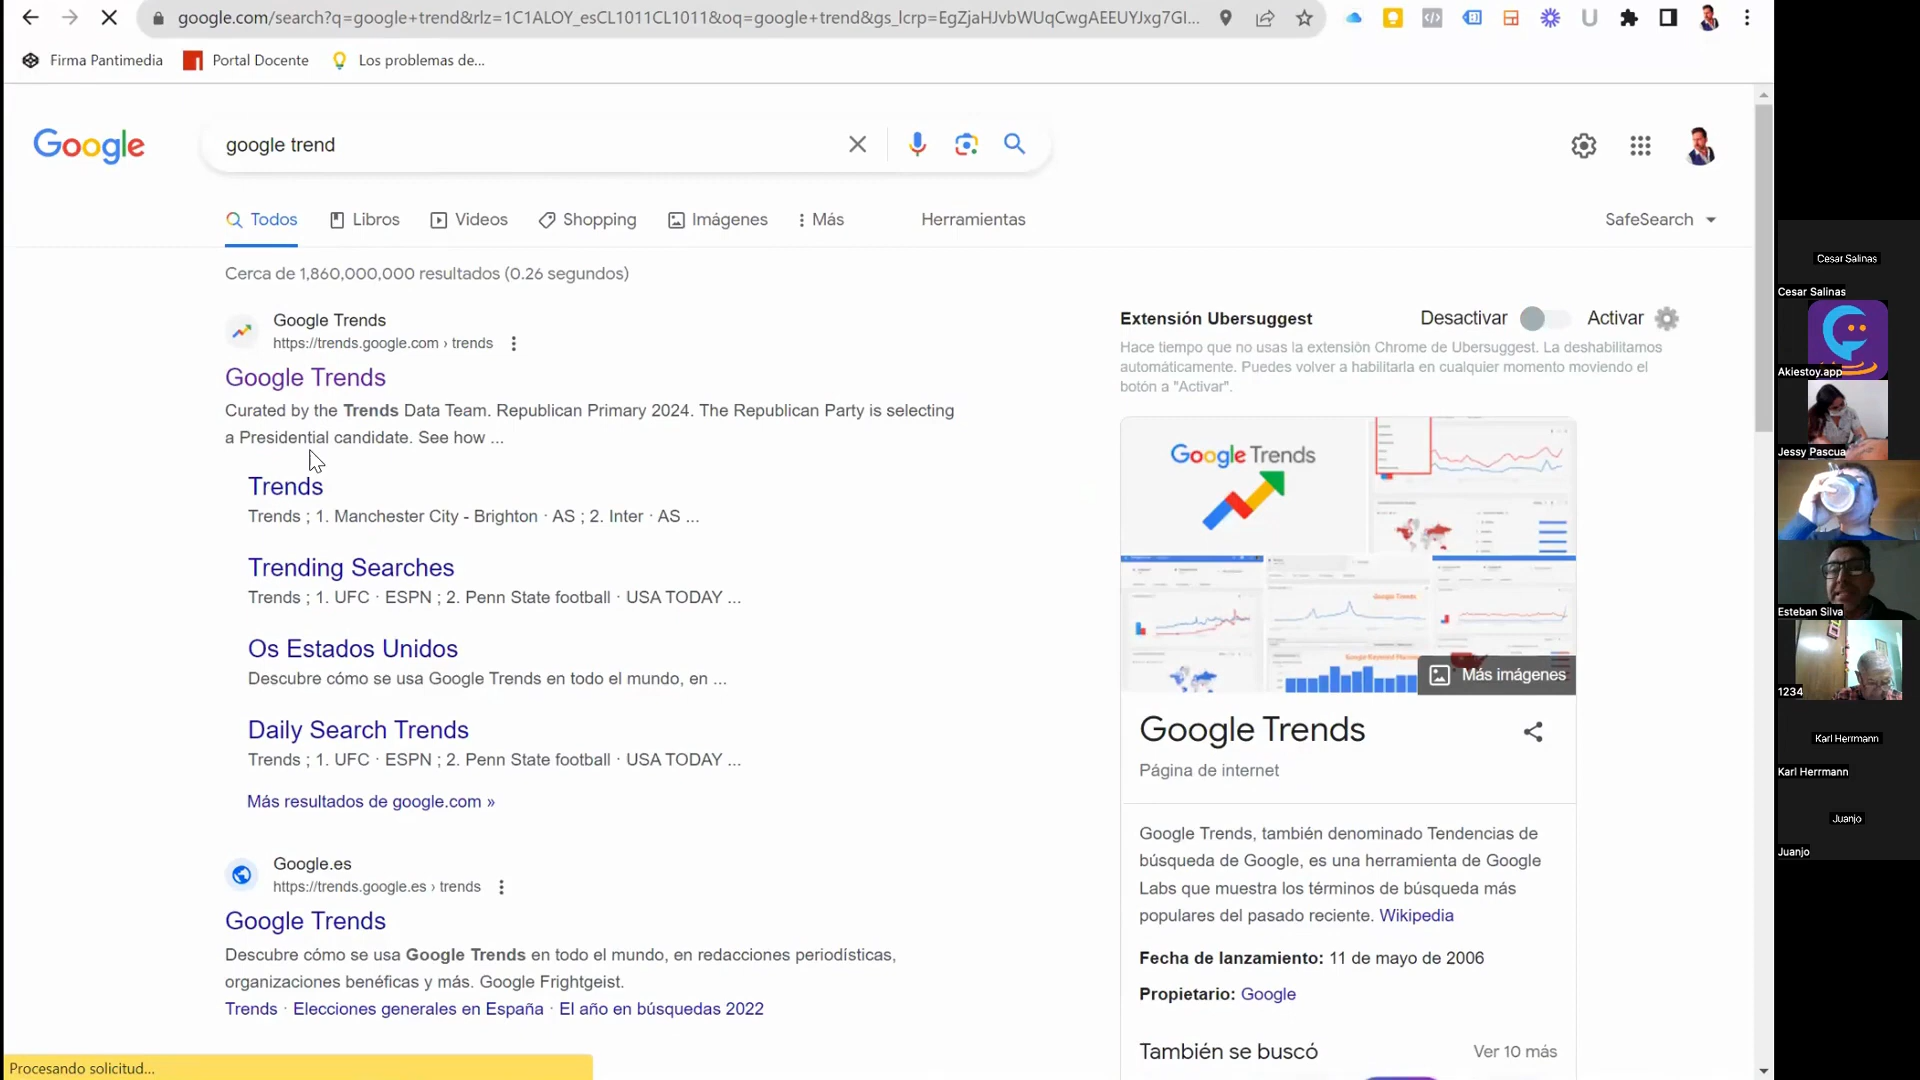 google.com/search?q=google+trend&rlz=1C1ALOY_esCL1011CL1011&oq=google+trend&gs_lcrp=EgZjaHJvbWUqCwgAEEUYJxg7GI...
Firma Pantimedia
Portal Docente
Los problemas de...
Google
google trend
Todos
Libros
Videos
Shopping
Imágenes
Más
Herramientas
SafeSearch
Cerca de 1,860,000,000 resultados (0.26 segundos)
Google Trends
https://trends.google.com › trends
Google Trends
Curated by the Trends Data Team. Republican Primary 2024. The Republican Party is selecting
a Presidential candidate. See how ...
Trends
Trends ; 1. Manchester City - Brighton · AS ; 2. Inter · AS ...
Trending Searches
Trends ; 1. UFC · ESPN ; 2. Penn State football · USA TODAY ...
Os Estados Unidos
Descubre cómo se usa Google Trends en todo el mundo, en ...
Daily Search Trends
Trends ; 1. UFC · ESPN ; 2. Penn State football · USA TODAY ...
Más resultados de google.com »
Google.es
https://trends.google.es › trends
Google Trends
Descubre cómo se usa Google Trends en todo el mundo, en redacciones periodísticas,
organizaciones benéficas y más. Google Frightgeist.
Trends · Elecciones generales en España · El año en búsquedas 2022
Procesando solicitud...
Extensión Ubersuggest
Desactivar
Activar
Hace tiempo que no usas la extensión Chrome de Ubersuggest. La deshabilitamos
automáticamente. Puedes volver a habilitarla en cualquier momento moviendo el
botón a "Activar".
Google Trends
Google Trends
Más imágenes
Google Trends
Página de internet
Google Trends, también denominado Tendencias de
búsqueda de Google, es una herramienta de Google
Labs que muestra los términos de búsqueda más
populares del pasado reciente. Wikipedia
Fecha de lanzamiento: 11 de mayo de 2006
Propietario: Google
También se buscó
Ver 10 más
Cesar Salinas
Cesar Salinas
Akiestoy.app
Jessy Pascua
Esteban Silva
1234
Karl Herrmann
Karl Herrmann
Juanjo
Juanjo